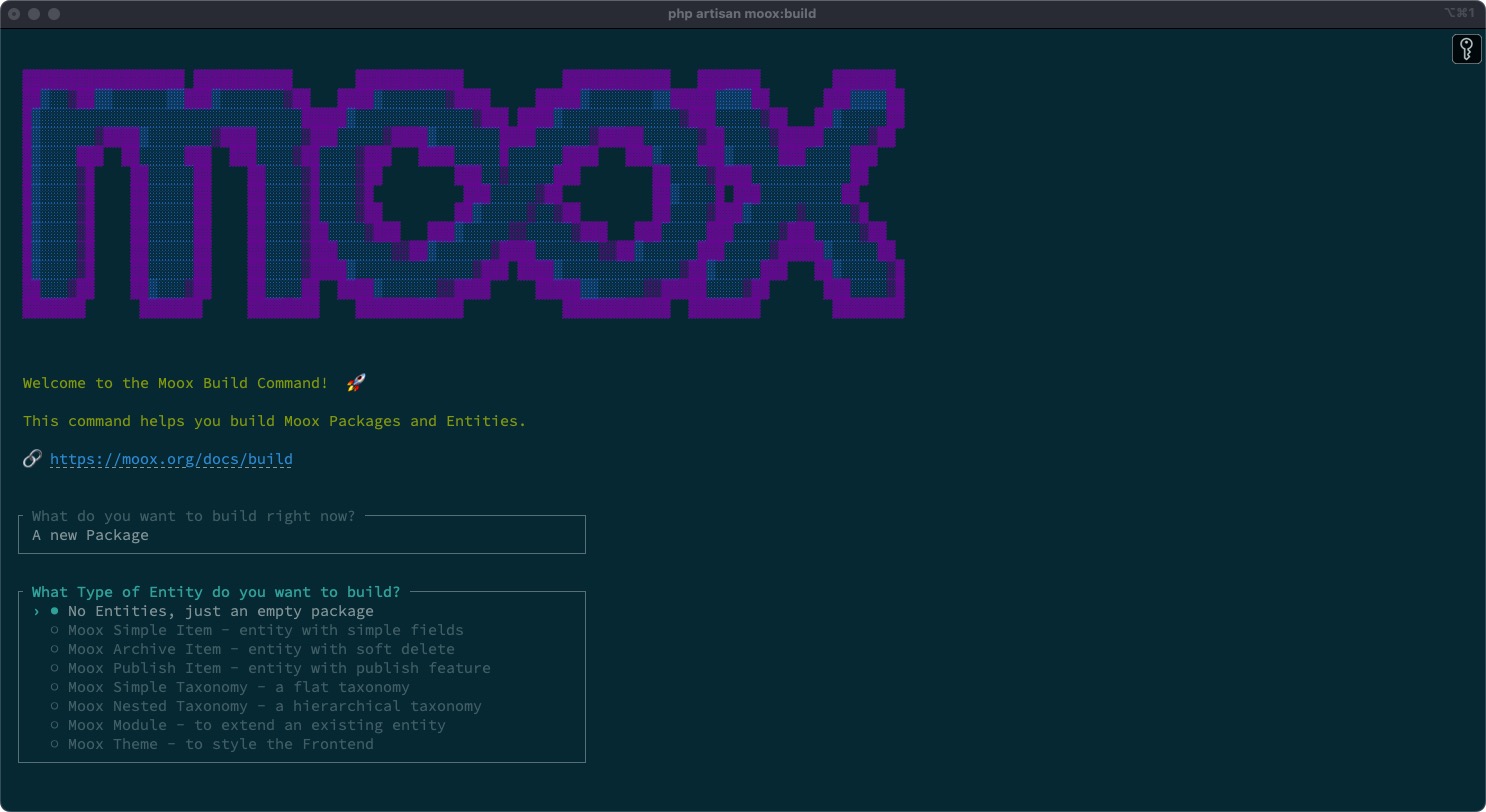 php artisan moox:build
⌥⌘1
moox
Welcome to the Moox Build Command! 🚀
This command helps you build Moox Packages and Entities.
🔗 https://moox.org/docs/build
What do you want to build right now?
A new Package
What Type of Entity do you want to build?
› ● No Entities, just an empty package
○ Moox Simple Item - entity with simple fields
○ Moox Archive Item - entity with soft delete
○ Moox Publish Item - entity with publish feature
○ Moox Simple Taxonomy - a flat taxonomy
○ Moox Nested Taxonomy - a hierarchical taxonomy
○ Moox Module - to extend an existing entity
○ Moox Theme - to style the Frontend